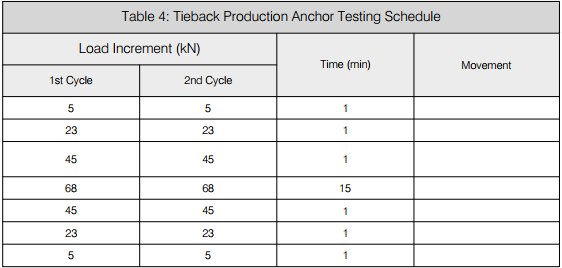 Table 4: Tieback Production Anchor Testing Schedule
Load Increment (kN) Time (min) Movement
1st Cycle 2nd Cycle
5 5 1
23 23 1
45 45 1
68 68 15
45 45 1
23 23 1
5 5 1